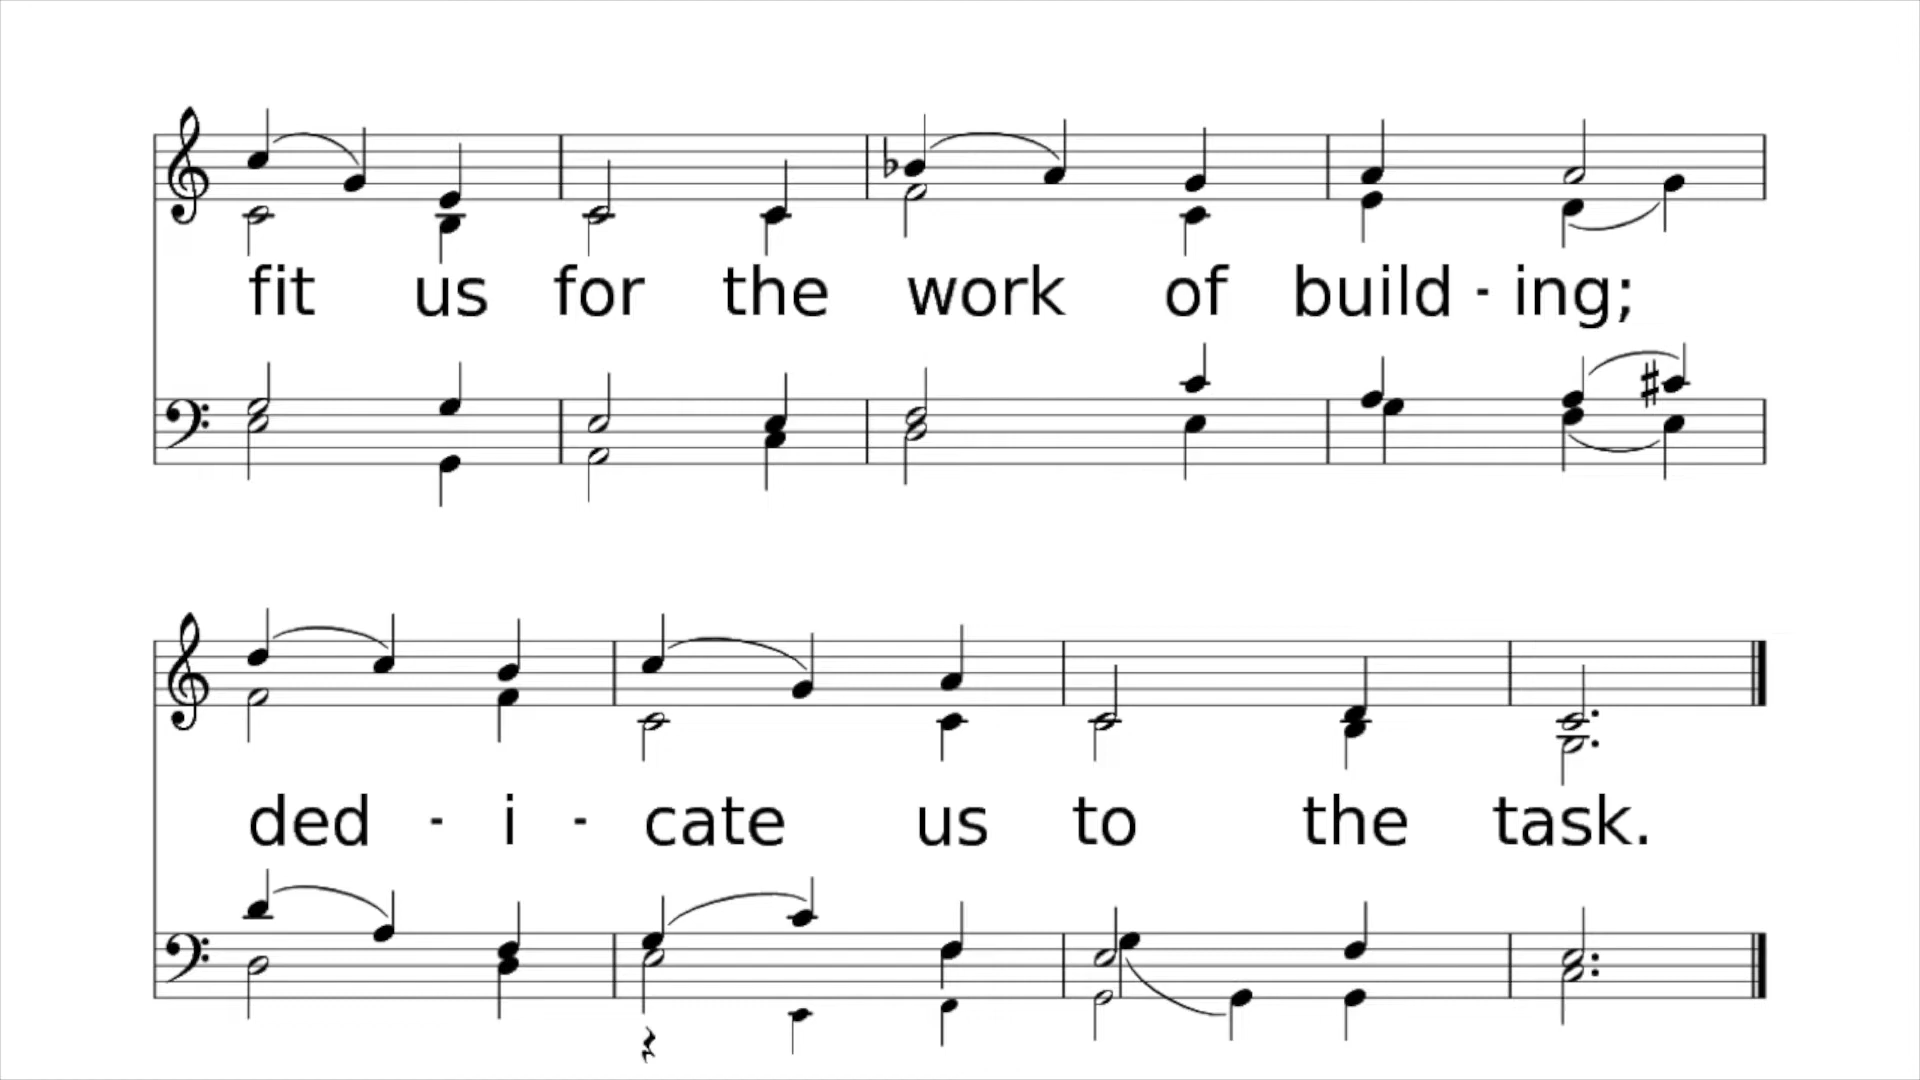 fit us for the work of build - ing;
ded - i - cate us to the task.